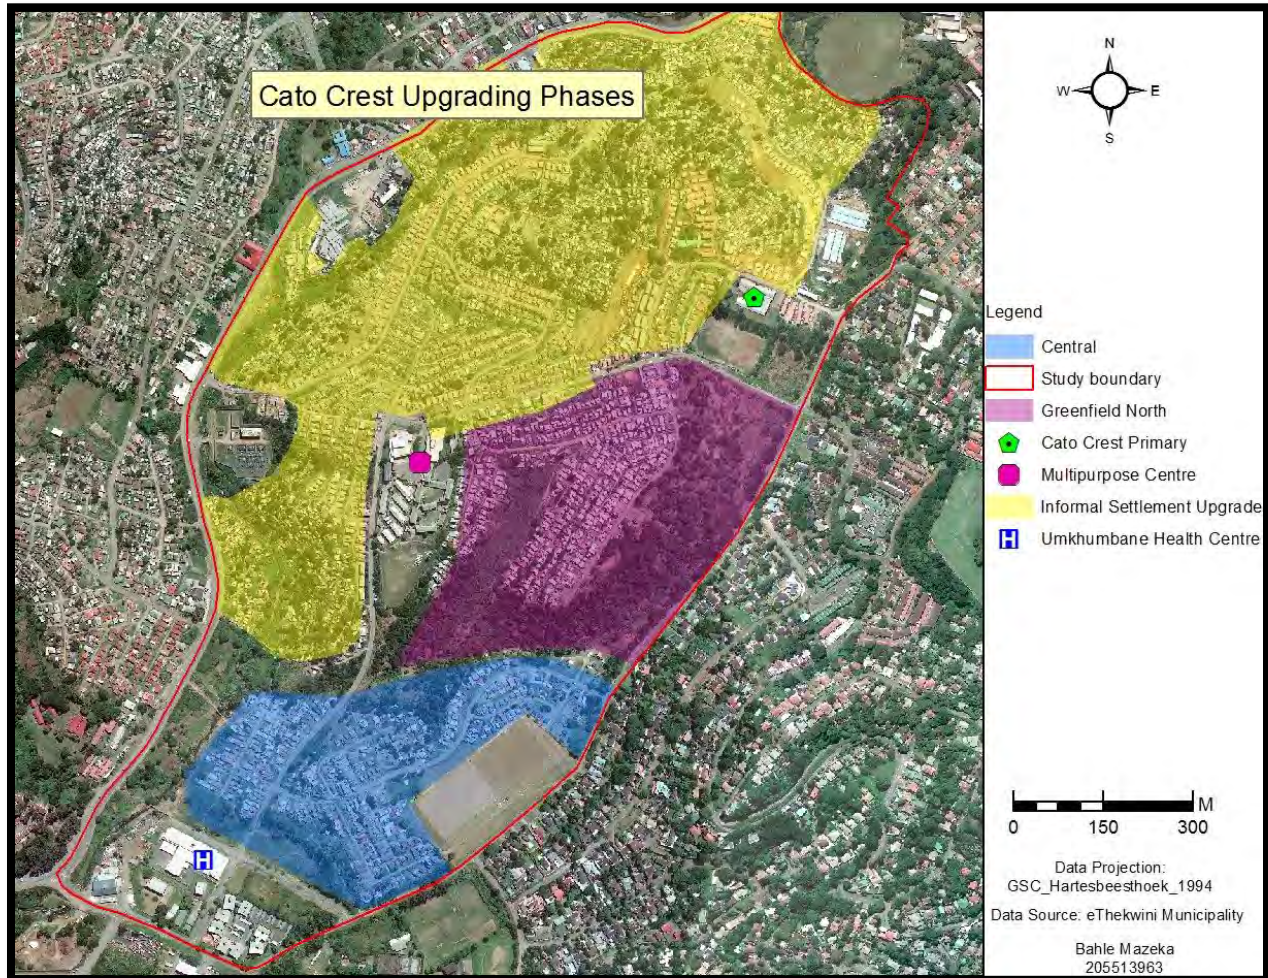 Cato Crest Upgrading Phases
N
W E
S
Legend
Central
Study boundary
Greenfield North
Cato Crest Primary
Multipurpose Centre
Informal Settlement Upgrade
H Umkhumbane Health Centre
H
M
0 150 300
Data Projection:
GSC_Hartesbeesthoek_1994
Data Source: eThekwini Municipality
Bahle Mazeka
205513963